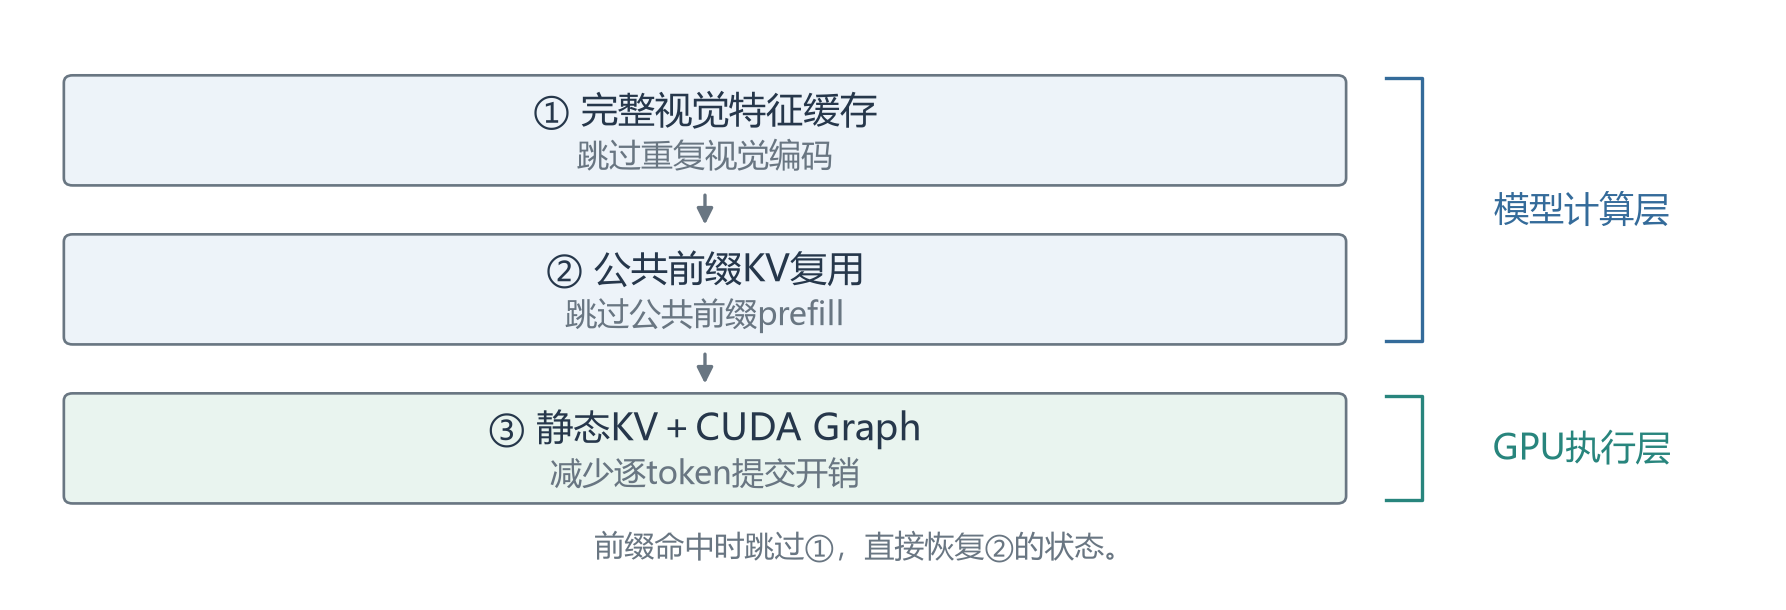 ① 完整视觉特征缓存
跳过重复视觉编码
模型计算层
② 公共前缀KV复用
跳过公共前缀prefill
③ 静态KV + CUDA Graph
减少逐token提交开销
GPU执行层
前缀命中时跳过①，直接恢复②的状态。